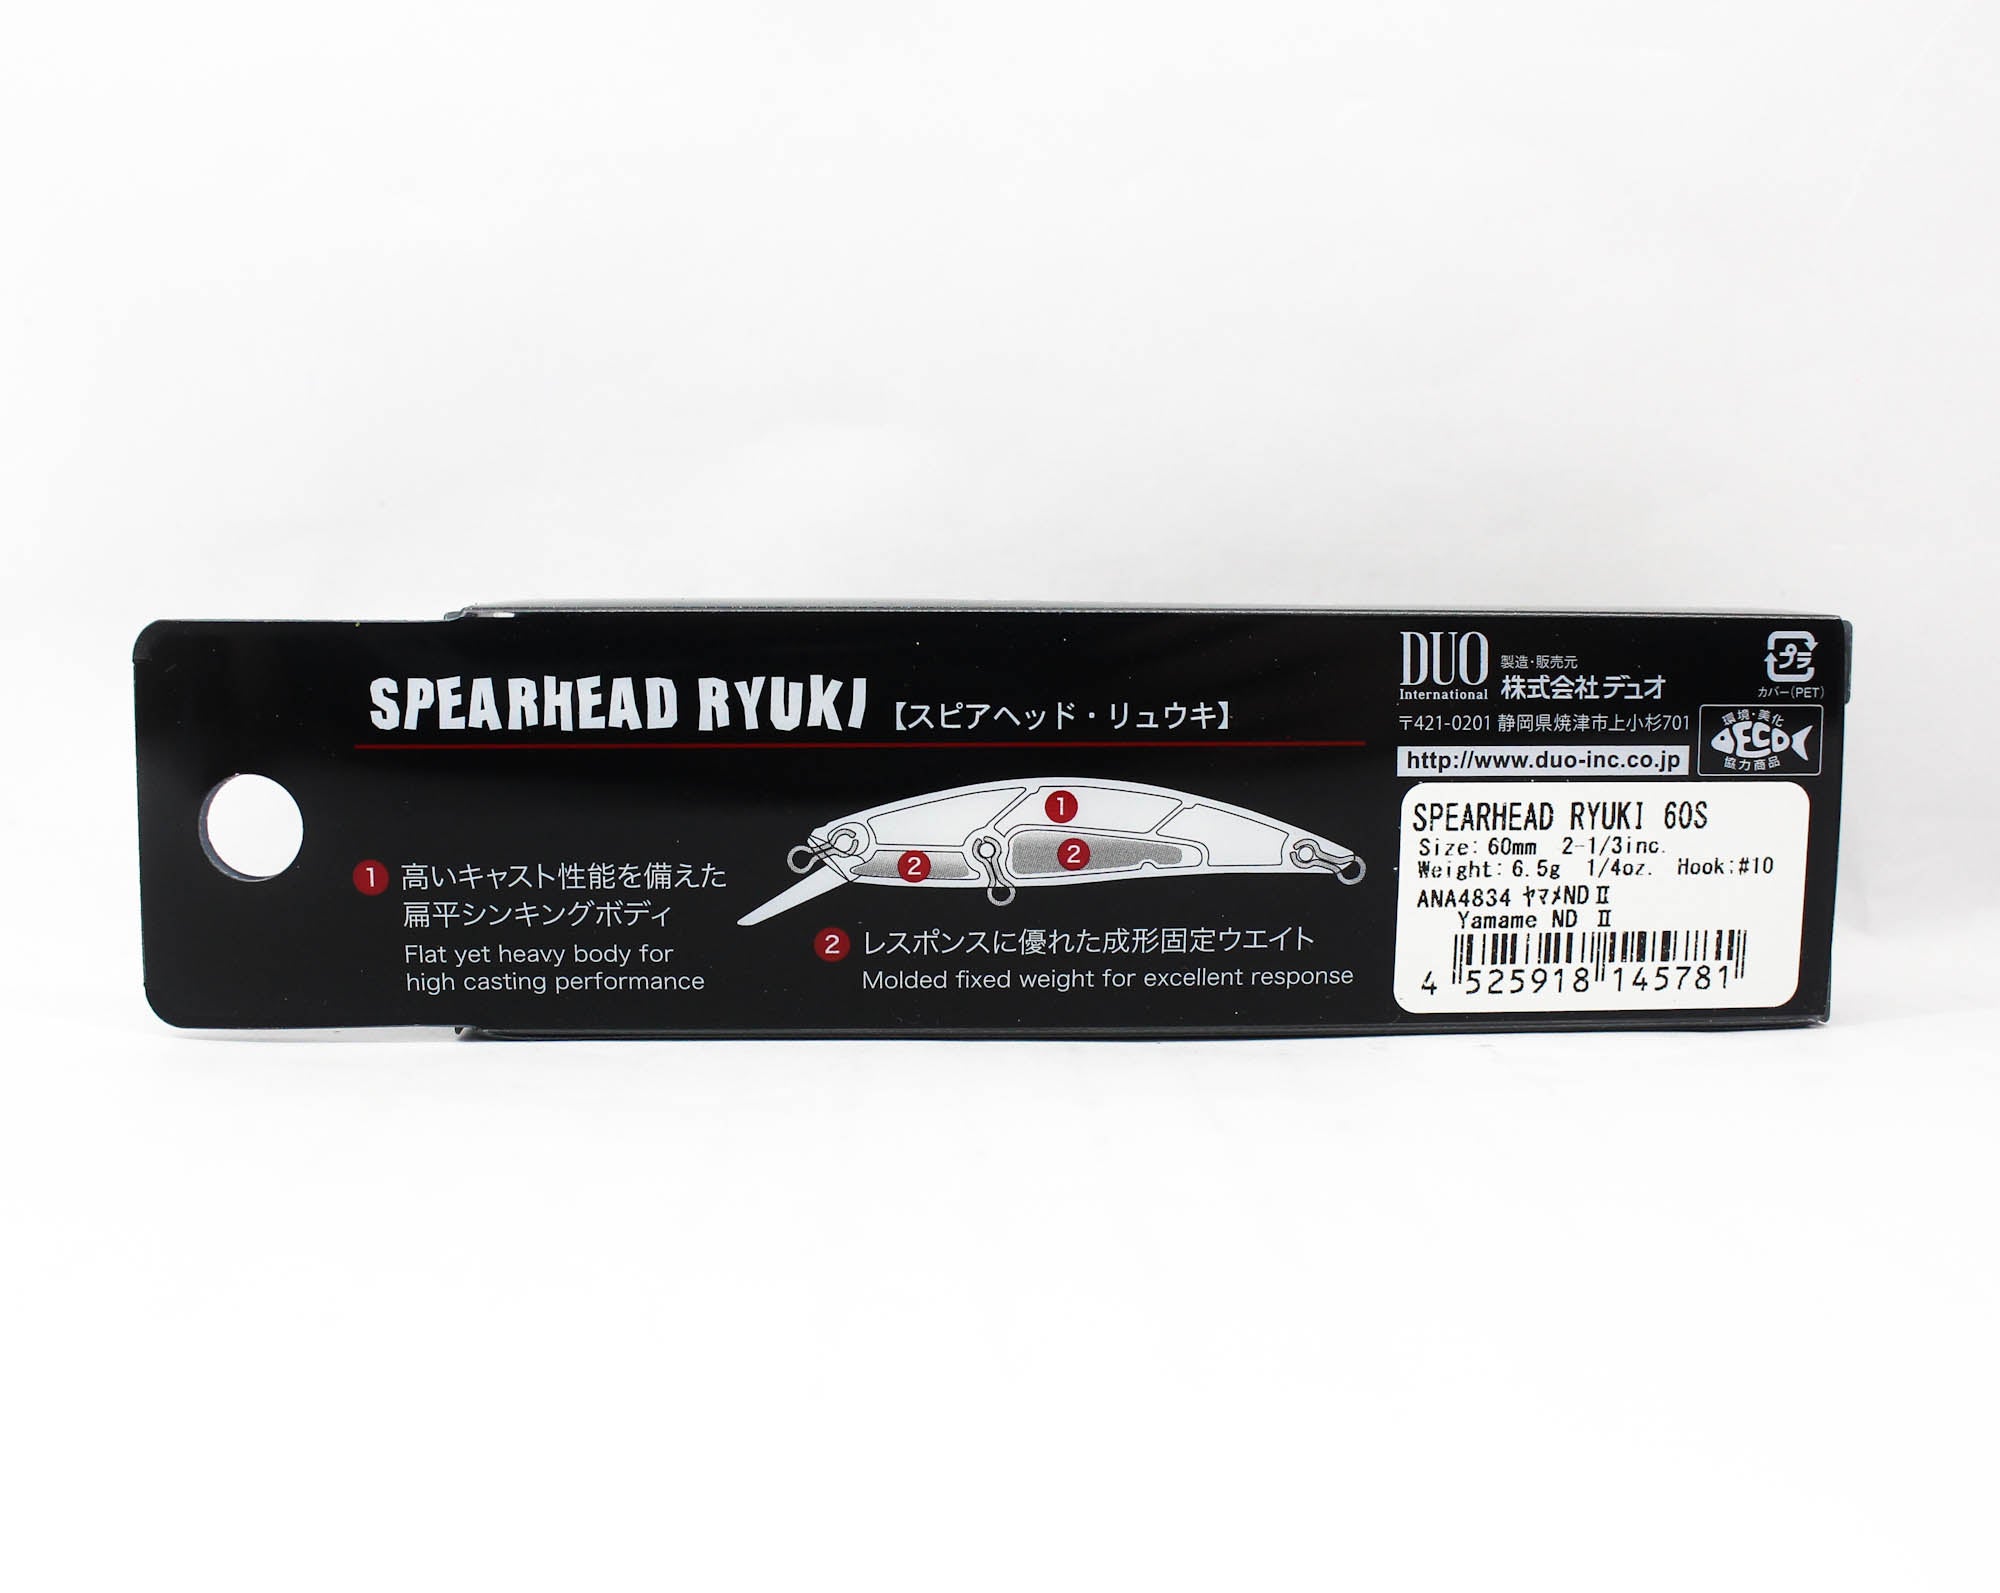 SPEARHEAD RYUKI 【スピアヘッド・リュウキ】
1 高いキャスト性能を備えた
扁平シンキングボディ
Flat yet heavy body for
high casting performance
1
2
2
2 レスポンスに優れた成形固定ウエイト
Molded fixed weight for excellent response
DUO
International
製造・販売元
株式会社デュオ
〒421-0201 静岡県焼津市上小杉701
http://www.duo-inc.co.jp
プラ
カバー(PET)
環境・美化
ECO
協力商品
SPEARHEAD RYUKI 60S
Size: 60mm 2-1/3inc.
Weight: 6.5g 1/4oz. Hook:#10
ANA4834 ヤマメND Ⅱ
Yamame ND Ⅱ
4 525918 145781